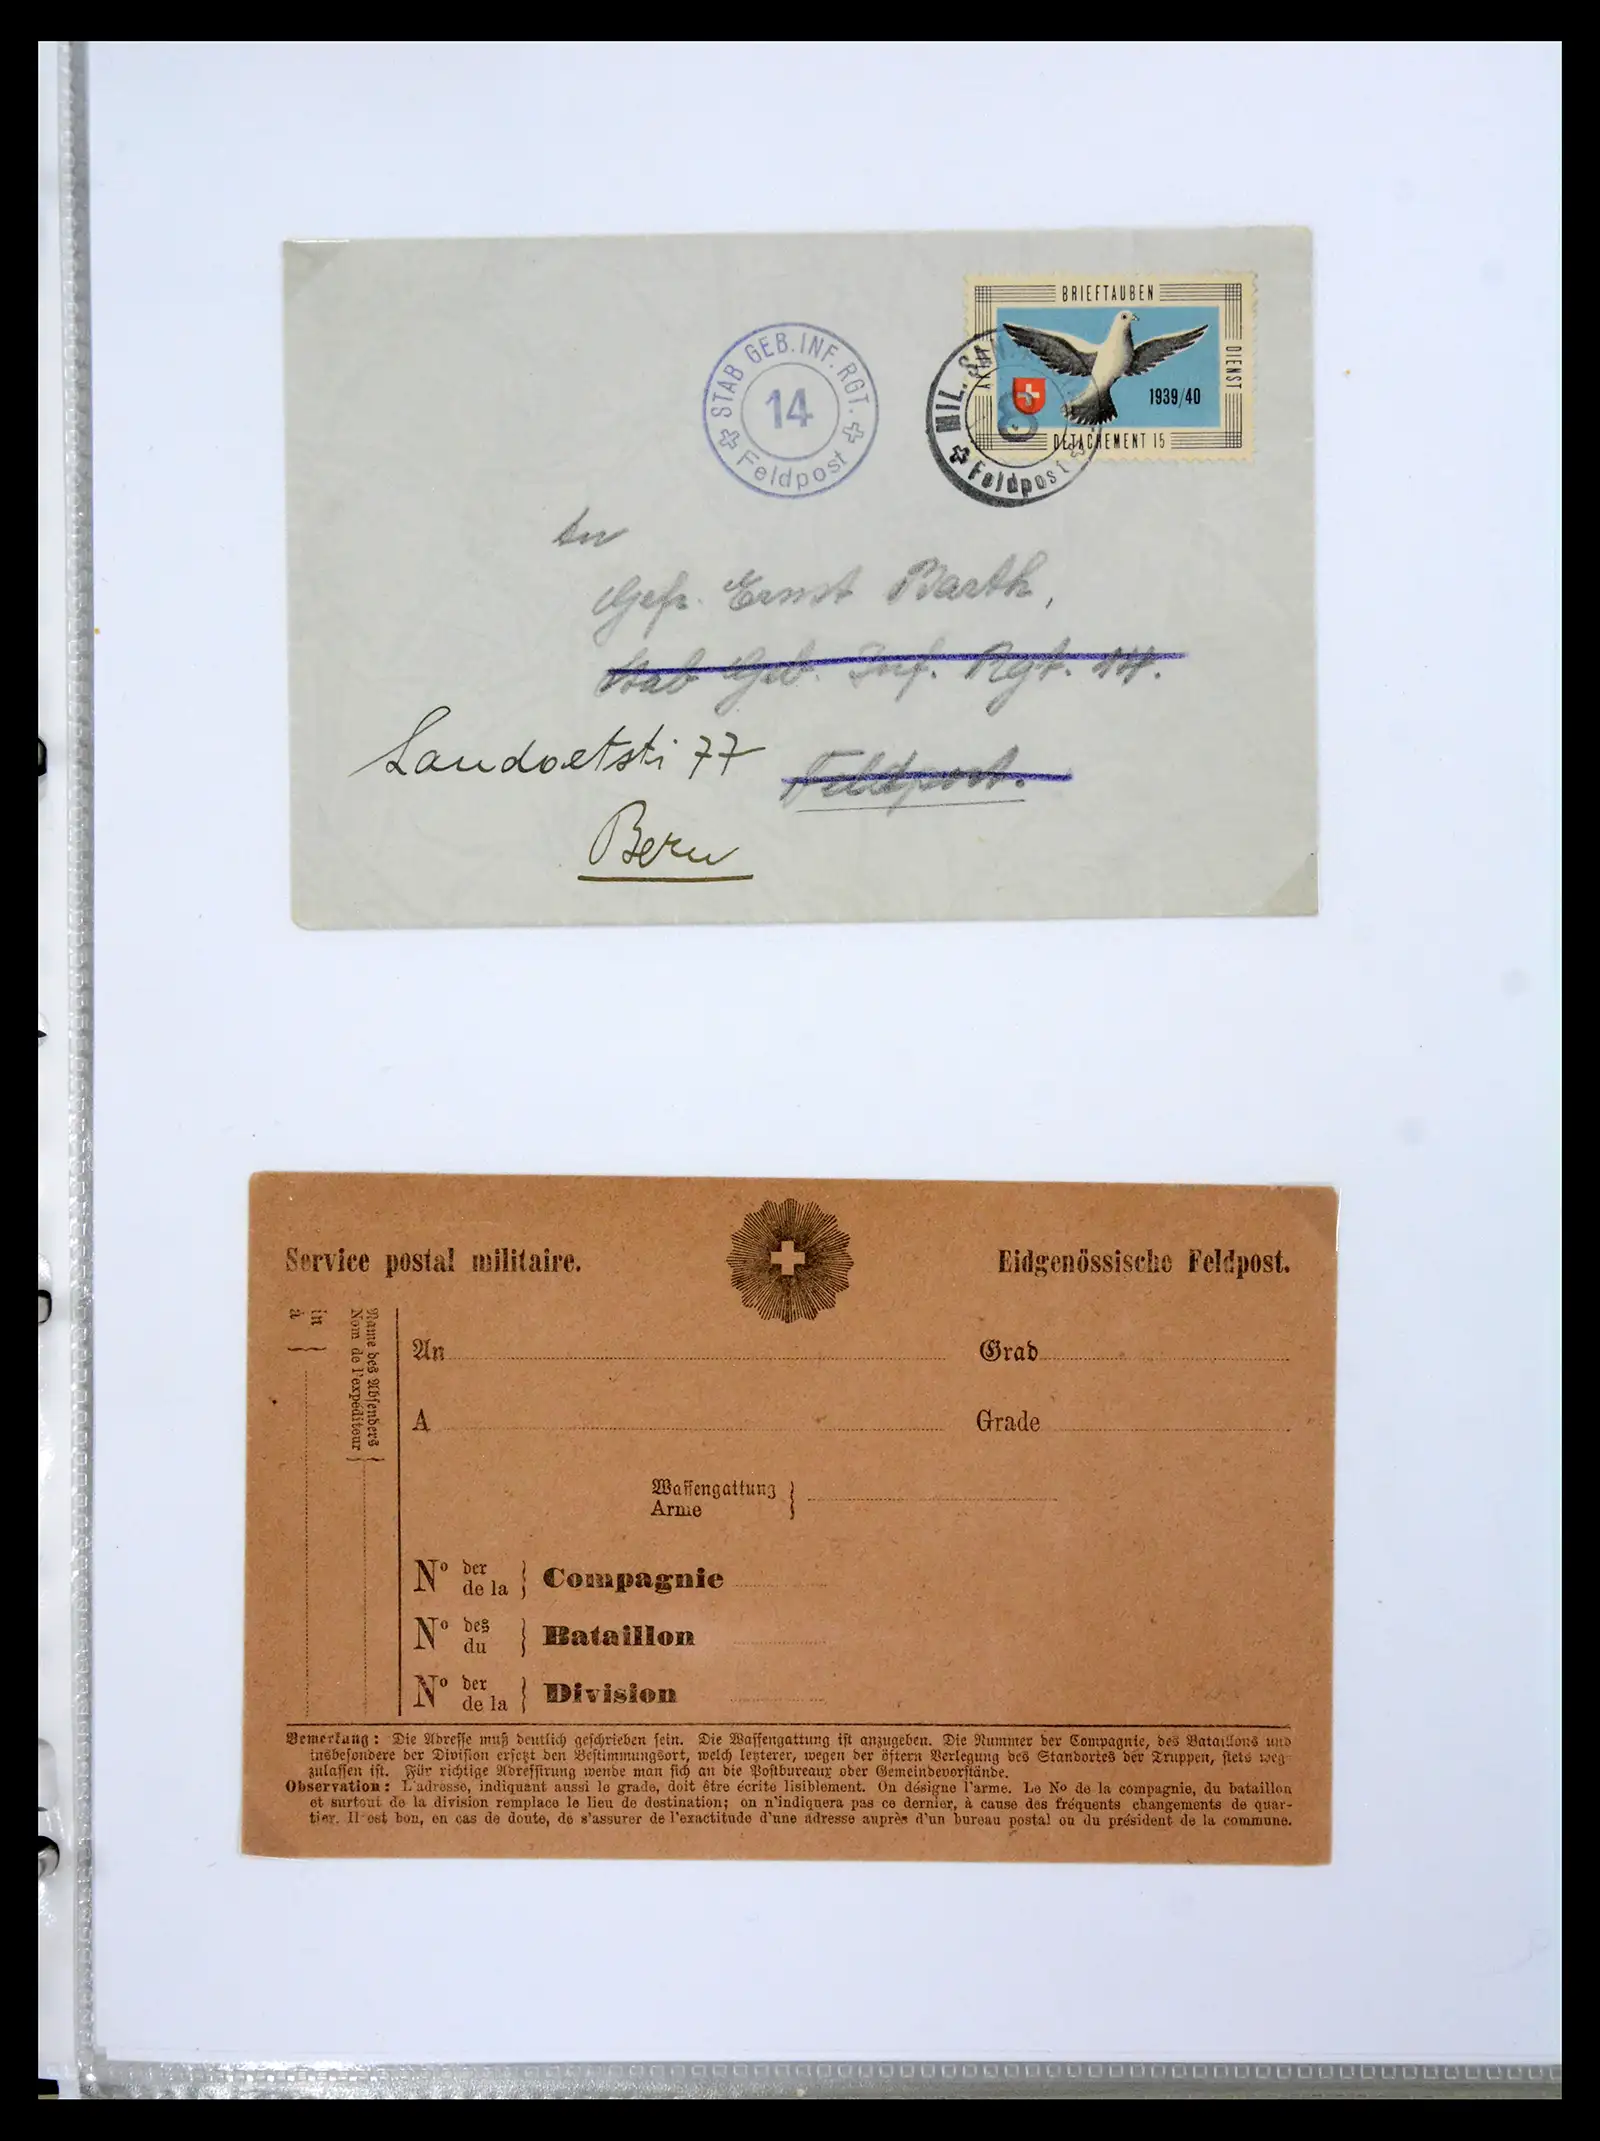 BRIEFTAUBEN
DIENST
1939/40
DETACHEMENT 15
STAB GEB. INF. RGT.
14
Feldpost
MIL.
8
Feldpost
An
Gefr. Ernst Barth,
Stab Geb. Inf. Rgt. 14.
Feldpost.
77
Bern
Service postal militaire.
Eidgenössische Feldpost.
Name des Absenders
Nom de l'expéditeur
in
à
An
Grad
A
Grade
Waffengattung
Arme
No der
de la
Compagnie
No des
du
Bataillon
No der
de la
Division
Bemerkung: Die Adresse muß deutlich geschrieben sein. Die Waffengattung ist anzugeben. Die Nummer der Compagnie, des Bataillons und
insbesondere der Division ersetzt den Bestimmungsort, welch letzterer, wegen der öftern Verlegung des Standortes der Truppen, stets weg-
zulassen ist. Für richtige Adressirung wende man sich an die Postbureaux oder Gemeindevorstände.
Observation: L'adresse, indiquant aussi le grade, doit être écrite lisiblement. On désigne l'arme. Le No de la compagnie, du bataillon
et surtout de la division remplace le lieu de destination; on n'indiquera pas ce dernier, à cause des fréquents changements de quar-
tier. Il est bon, en cas de doute, de s'assurer de l'exactitude d'une adresse auprès d'un bureau postal ou du président de la commune.